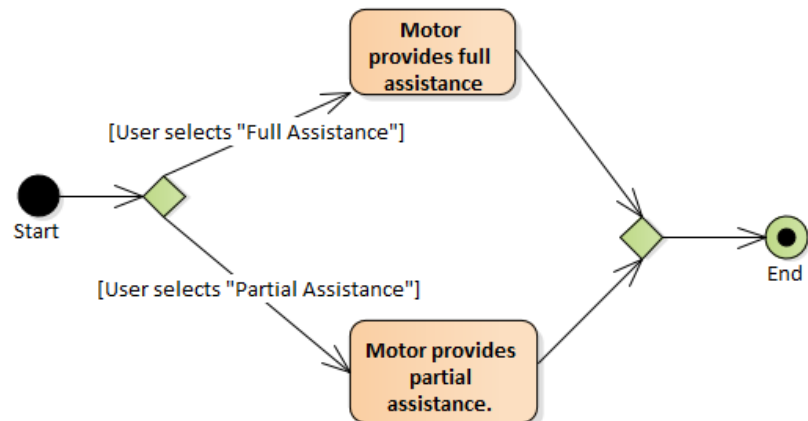 Motor
provides full
assistance
[User selects "Full Assistance"]
Start
[User selects "Partial Assistance"]
End
Motor provides
partial
assistance.